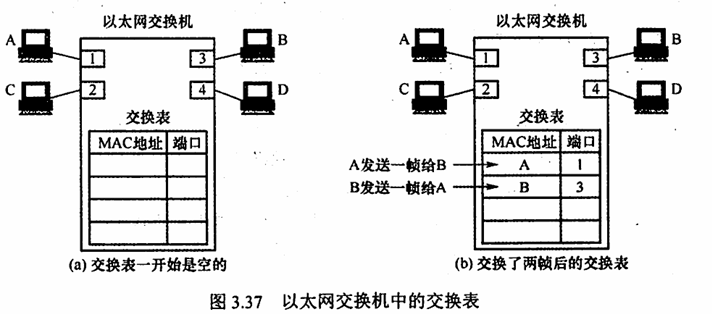 以太网交换机
A
B
1
3
C
2
4
D
交换表
MAC地址 端口
(a) 交换表一开始是空的
以太网交换机
A
B
1
3
C
2
4
D
交换表
MAC地址 端口
A发送一帧给B A 1
B发送一帧给A B 3
(b) 交换了两帧后的交换表
图 3.37 以太网交换机中的交换表